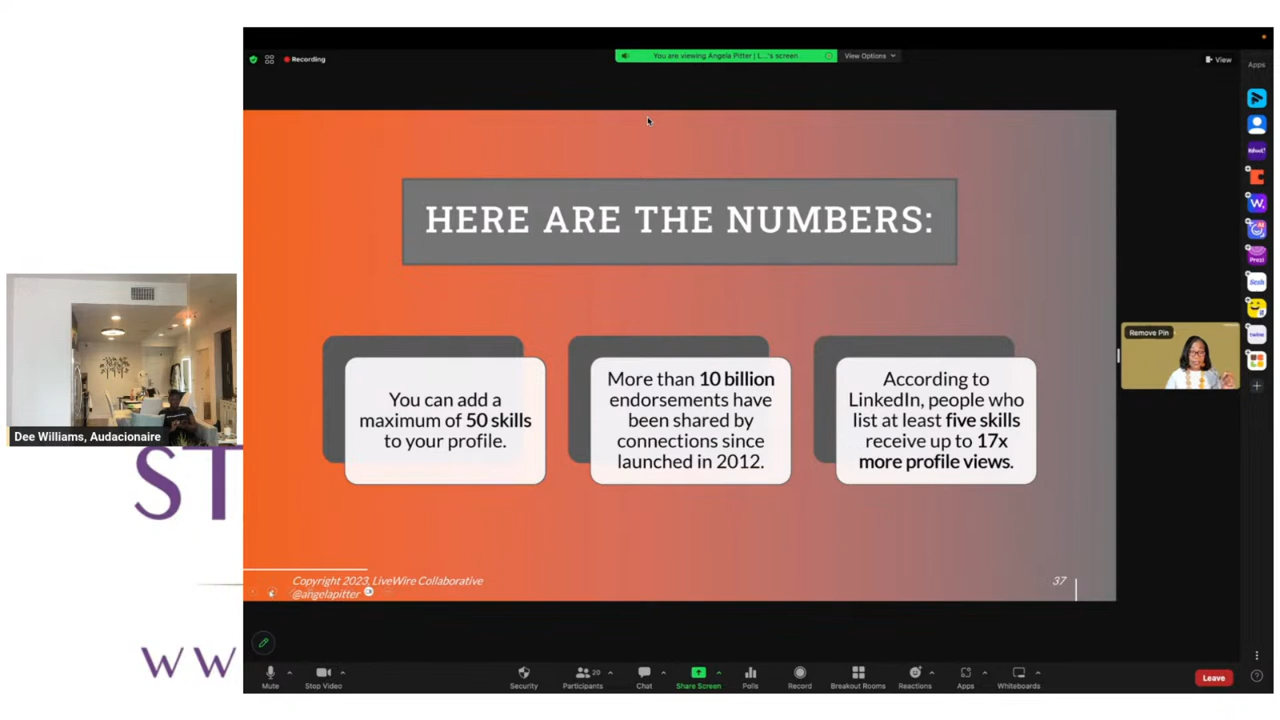 Recording
You are viewing Angela Pitter | L...'s screen
View Options
View
Apps
HERE ARE THE NUMBERS:
You can add a
maximum of 50 skills
to your profile.
More than 10 billion
endorsements have
been shared by
connections since
launched in 2012.
According to
LinkedIn, people who
list at least five skills
receive up to 17x
more profile views.
Remove Pin
Dee Williams, Audacionaire
ST
WW
Copyright 2023, LiveWire Collaborative
@angelapitter
37
Mute
Stop Video
Security
20
Participants
Chat
Share Screen
Polls
Record
Breakout Rooms
Reactions
Apps
Whiteboards
Leave